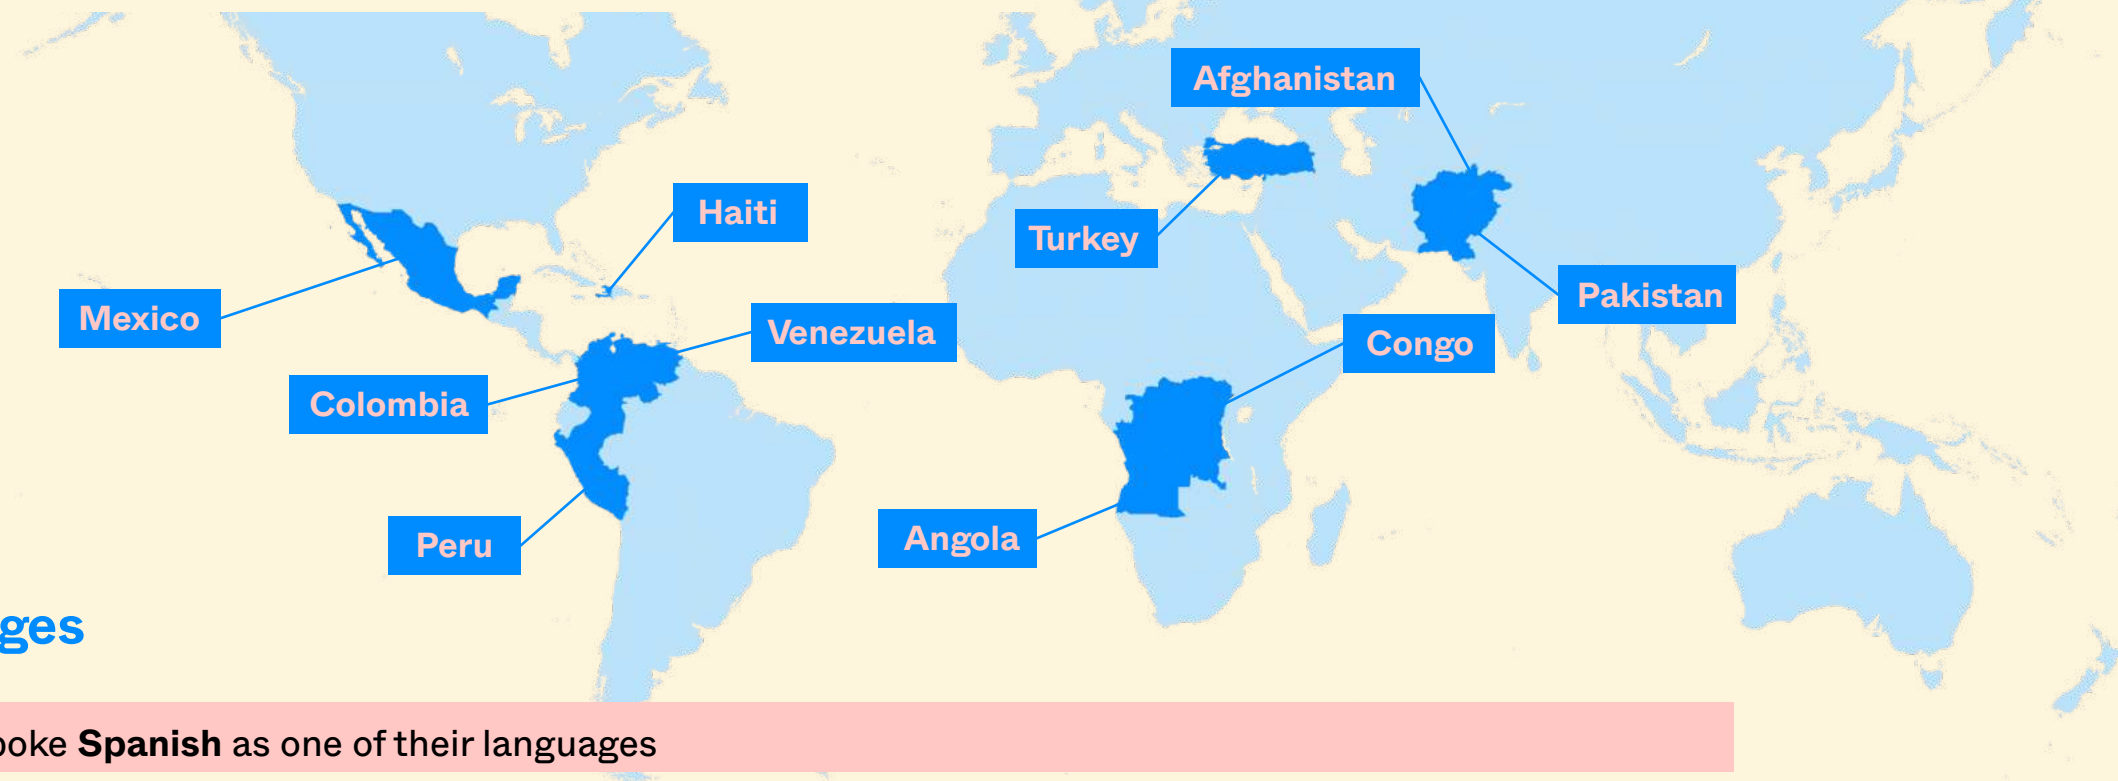 Afghanistan
Haiti
Turkey
Mexico
Pakistan
Venezuela
Congo
Colombia
Peru
Angola
ges
poke Spanish as one of their languages